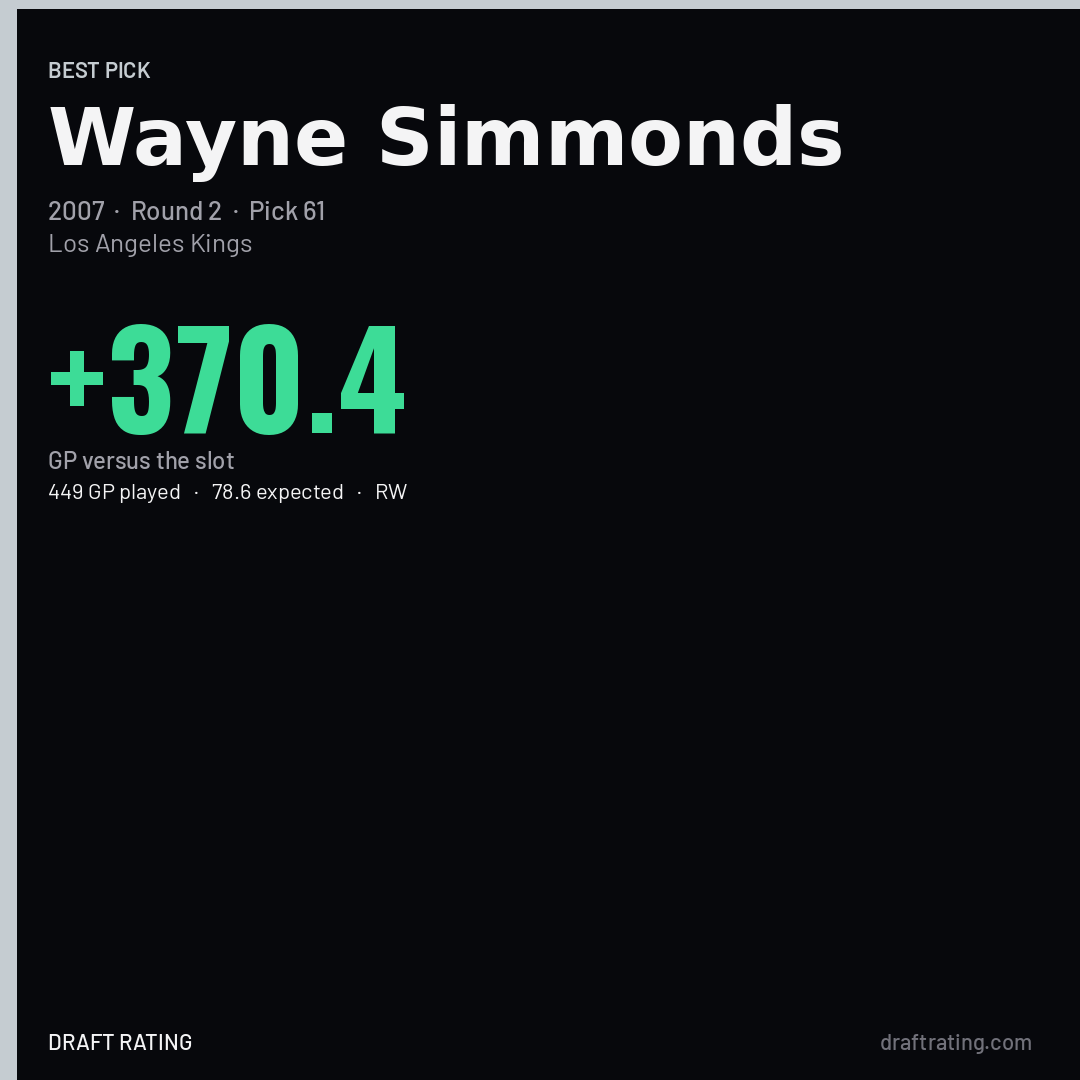 BEST PICK
Wayne Simmonds
2007 · Round 2 · Pick 61
Los Angeles Kings
+370.4
GP versus the slot
449 GP played · 78.6 expected · RW
DRAFT RATING
draftrating.com